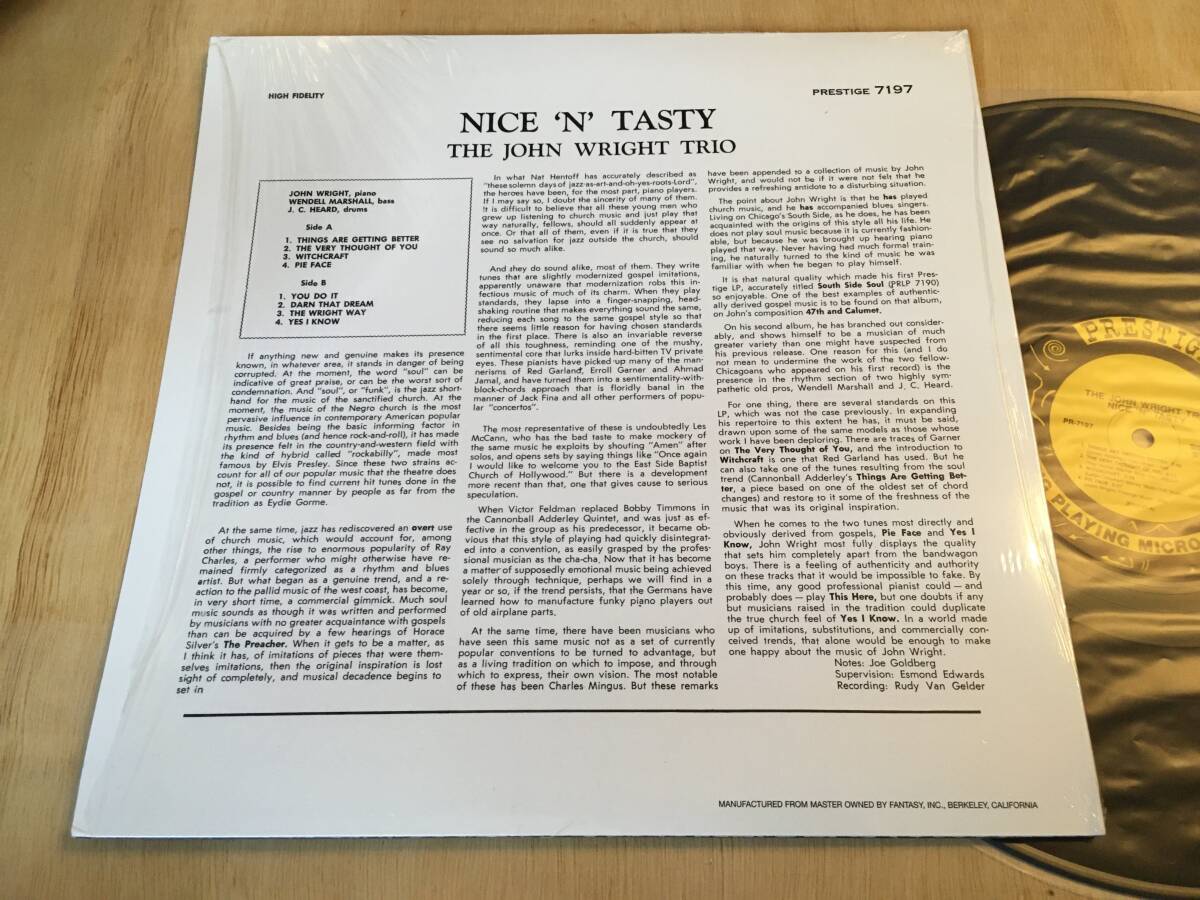 HIGH FIDELITY
PRESTIGE 7197
NICE 'N' TASTY
THE JOHN WRIGHT TRIO
JOHN WRIGHT, piano
WENDELL MARSHALL, bass
J. C. HEARD, drums
Side A
1. THINGS ARE GETTING BETTER
2. THE VERY THOUGHT OF YOU
3. WITCHCRAFT
4. PIE FACE
Side B
1. YOU DO IT
2. DARN THAT DREAM
3. THE WRIGHT WAY
4. YES I KNOW
If anything new and genuine makes its presence
known, in whatever area, it stands in danger of being
corrupted. At the moment, the word "soul" can be
indicative of great praise, or can be the worst sort of
condemnation. And "soul", or "funk", is the jazz short-
hand for the music of the sanctified church. At the
moment, the music of the Negro church is the most
pervasive influence in contemporary American popular
music. Besides being the basic informing factor in
rhythm and blues (and hence rock-and-roll), it has made
its presence felt in the country-and-western field with
the kind of hybrid called "rockabilly", made most
famous by Elvis Presley. Since these two strains ac-
count for all of our popular music that the theatre does
not, it is possible to find current hit tunes done in the
gospel or country manner by people as far from the
tradition as Eydie Gorme.
At the same time, jazz has rediscovered an overt use
of church music, which would account for, among
other things, the rise to enormous popularity of Ray
Charles, a performer who might otherwise have re-
mained firmly categorized as a rhythm and blues
artist. But what began as a genuine trend, and a re-
action to the pallid music of the west coast, has become,
in very short time, a commercial gimmick. Much soul
music sounds as though it was written and performed
by musicians with no greater acquaintance with gospels
than can be acquired by a few hearings of Horace
Silver's The Preacher. When it gets to be a matter, as
I think it has, of imitations of pieces that were them-
selves imitations, then the original inspiration is lost
sight of completely, and musical decadence begins to
set in
In what Nat Hentoff has accurately described as
"these solemn days of jazz-as-art-and-oh-yes-roots-Lord",
the heroes have been, for the most part, piano players.
If I may say so, I doubt the sincerity of many of them.
It is difficult to believe that all these young men who
grew up listening to church music and just play that
way naturally, fellows, should all suddenly appear at
once. Or that all of them, even if it is true that they
see no salvation for jazz outside the church, should
sound so much alike.
And they do sound alike, most of them. They write
tunes that are slightly modernized gospel imitations,
apparently unaware that modernization robs this in-
fectious music of much of its charm. When they play
standards, they lapse into a finger-snapping, head-
shaking routine that makes everything sound the same,
reducing each song to the same gospel style so that
there seems little reason for having chosen standards
in the first place. There is also an invariable reverse
of all this toughness, reminding one of the mushy,
sentimental core that lurks inside hard-bitten TV private
eyes. These pianists have picked up many of the man-
nerisms of Red Garland, Erroll Garner and Ahmad
Jamal, and have turned them into a sentimentality-with-
block-chords approach that is floridly banal in the
manner of Jack Fina and all other performers of popu-
lar "concertos".
The most representative of these is undoubtedly Les
McCann, who has the bad taste to make mockery of
the same music he exploits by shouting "Amen" after
solos, and opens sets by saying things like "Once again
I would like to welcome you to the East Side Baptist
Church of Hollywood." But there is a development
more recent than that, one that gives cause to serious
speculation.
When Victor Feldman replaced Bobby Timmons in
the Cannonball Adderley Quintet, and was just as ef-
fective in the group as his predecessor, it became ob-
vious that this style of playing had quickly disintegrat-
ed into a convention, as easily grasped by the profes-
sional musician as the cha-cha. Now that it has become
a matter of supposedly emotional music being achieved
solely through technique, perhaps we will find in a
year or so, if the trend persists, that the Germans have
learned how to manufacture funky piano players out
of old airplane parts.
At the same time, there have been musicians who
have seen this same music not as a set of currently
popular conventions to be turned to advantage, but
as a living tradition on which to impose, and through
which to express, their own vision. The most notable
of these has been Charles Mingus. But these remarks
have been appended to a collection of music by John
Wright, and would not be if it were not felt that he
provides a refreshing antidote to a disturbing situation.
The point about John Wright is that he has played
church music, and he has accompanied blues singers.
Living on Chicago's South Side, as he does, he has been
acquainted with the origins of this style all his life. He
does not play soul music because it is currently fashion-
able, but because he was brought up hearing piano
played that way. Never having had much formal train-
ing, he naturally turned to the kind of music he was
familiar with when he began to play himself.
It is that natural quality which made his first Pres-
tige LP, accurately titled South Side Soul (PRLP 7190)
so enjoyable. One of the best examples of authentic-
ally derived gospel music is to be found on that album,
on John's composition 47th and Calumet.
On his second album, he has branched out consider-
ably, and shows himself to be a musician of much
greater variety than one might have suspected from
his previous release. One reason for this (and I do
not mean to undermine the work of the two fellow-
Chicagoans who appeared on his first record) is the
presence in the rhythm section of two highly sym-
pathetic old pros, Wendell Marshall and J. C. Heard.
For one thing, there are several standards on this
LP, which was not the case previously. In expanding
his repertoire to this extent he has, it must be said,
drawn upon some of the same models as those whose
work I have been deploring. There are traces of Garner
on The Very Thought of You, and the introduction to
Witchcraft is one that Red Garland has used. But he
can also take one of the tunes resulting from the soul
trend (Cannonball Adderley's Things Are Getting Bet-
ter, a piece based on one of the oldest set of chord
changes) and restore to it some of the freshness of the
music that was its original inspiration.
When he comes to the two tunes most directly and
obviously derived from gospels, Pie Face and Yes I
Know, John Wright most fully displays the quality
that sets him completely apart from the bandwagon
boys. There is a feeling of authenticity and authority
on these tracks that it would be impossible to fake. By
this time, any good professional pianist could — and
probably does — play This Here, but one doubts if any
but musicians raised in the tradition could duplicate
the true church feel of Yes I Know. In a world made
up of imitations, substitutions, and commercially con-
ceived trends, that alone would be enough to make
one happy about the music of John Wright.
Notes: Joe Goldberg
Supervision: Esmond Edwards
Recording: Rudy Van Gelder
MANUFACTURED FROM MASTER OWNED BY FANTASY, INC., BERKELEY, CALIFORNIA
PRESTIG
THE JOHN WRIGHT T
NICE
PR-7197
PLAYING MICRO